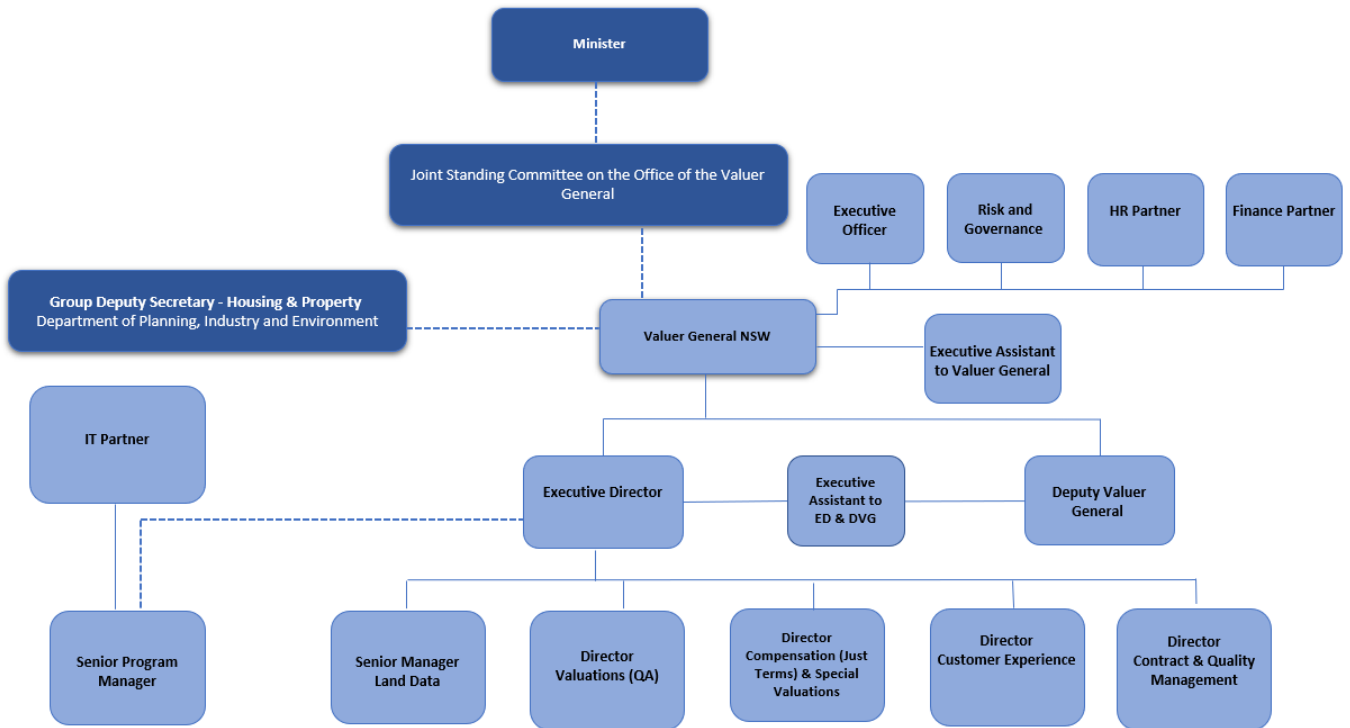 Minister
Joint Standing Committee on the Office of the Valuer
General
Executive
Officer
Risk and
Governance
HR Partner
Finance Partner
Group Deputy Secretary - Housing & Property
Department of Planning, Industry and Environment
Valuer General NSW
Executive Assistant
to Valuer General
IT Partner
Executive Director
Executive
Assistant to
ED & DVG
Deputy Valuer
General
Senior Program
Manager
Senior Manager
Land Data
Director
Valuations (QA)
Director
Compensation (Just
Terms) & Special
Valuations
Director
Customer Experience
Director
Contract & Quality
Management